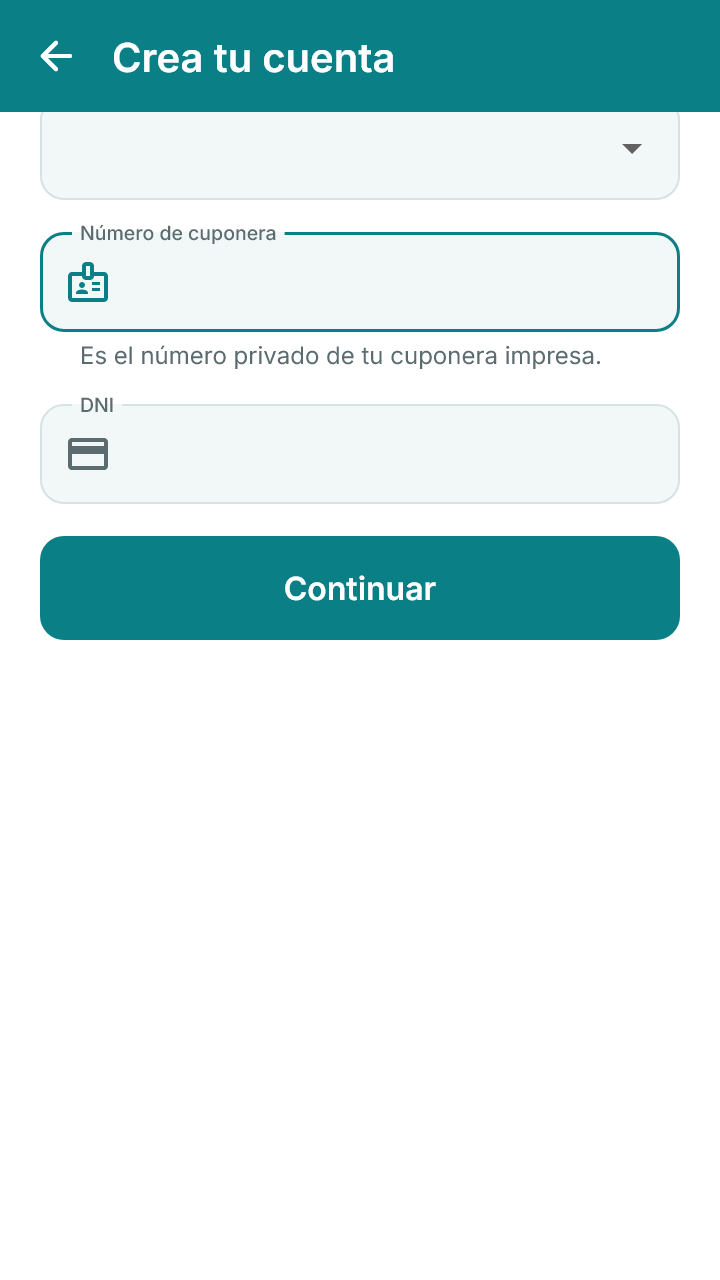 Crea tu cuenta
Número de cuponera
Es el número privado de tu cuponera impresa.
DNI
Continuar